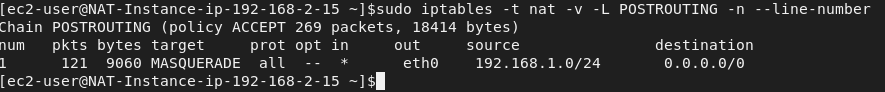 [ec2-user@NAT-Instance-ip-192-168-2-15 ~]$sudo iptables -t nat -v -L POSTROUTING -n --line-number
Chain POSTROUTING (policy ACCEPT 269 packets, 18414 bytes)
num   pkts bytes target     prot opt in     out     source               destination
1      121  9060 MASQUERADE  all  --  *      eth0    192.168.1.0/24       0.0.0.0/0
[ec2-user@NAT-Instance-ip-192-168-2-15 ~]$